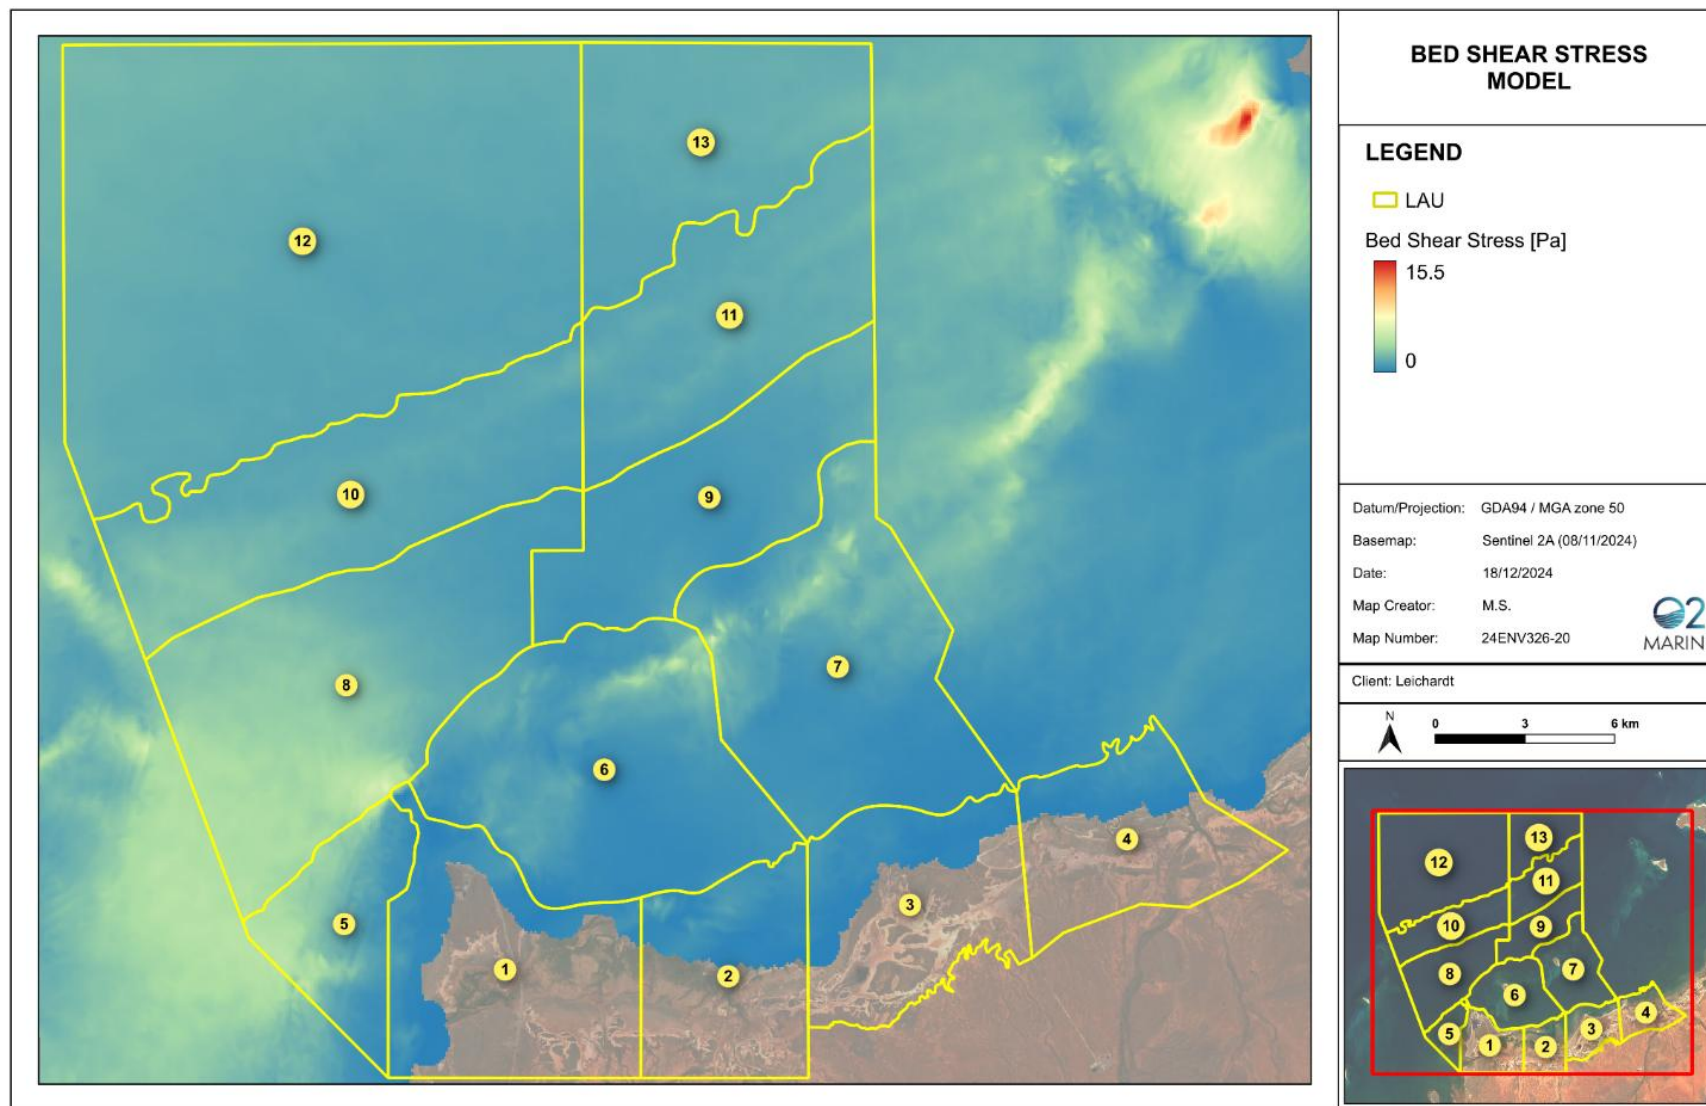 BED SHEAR STRESS
MODEL
LEGEND
LAU
Bed Shear Stress [Pa]
15.5
0
Datum/Projection: GDA94 / MGA zone 50
Basemap: Sentinel 2A (08/11/2024)
Date: 18/12/2024
Map Creator: M.S.
Map Number: 24ENV326-20
O2
MARIN
Client: Leichardt
N
0 3 6 km
13
12
11
10
9
7
8
6
4
3
5
1
2
13
12
11
10
9
7
8
6
4
3
5
1
2